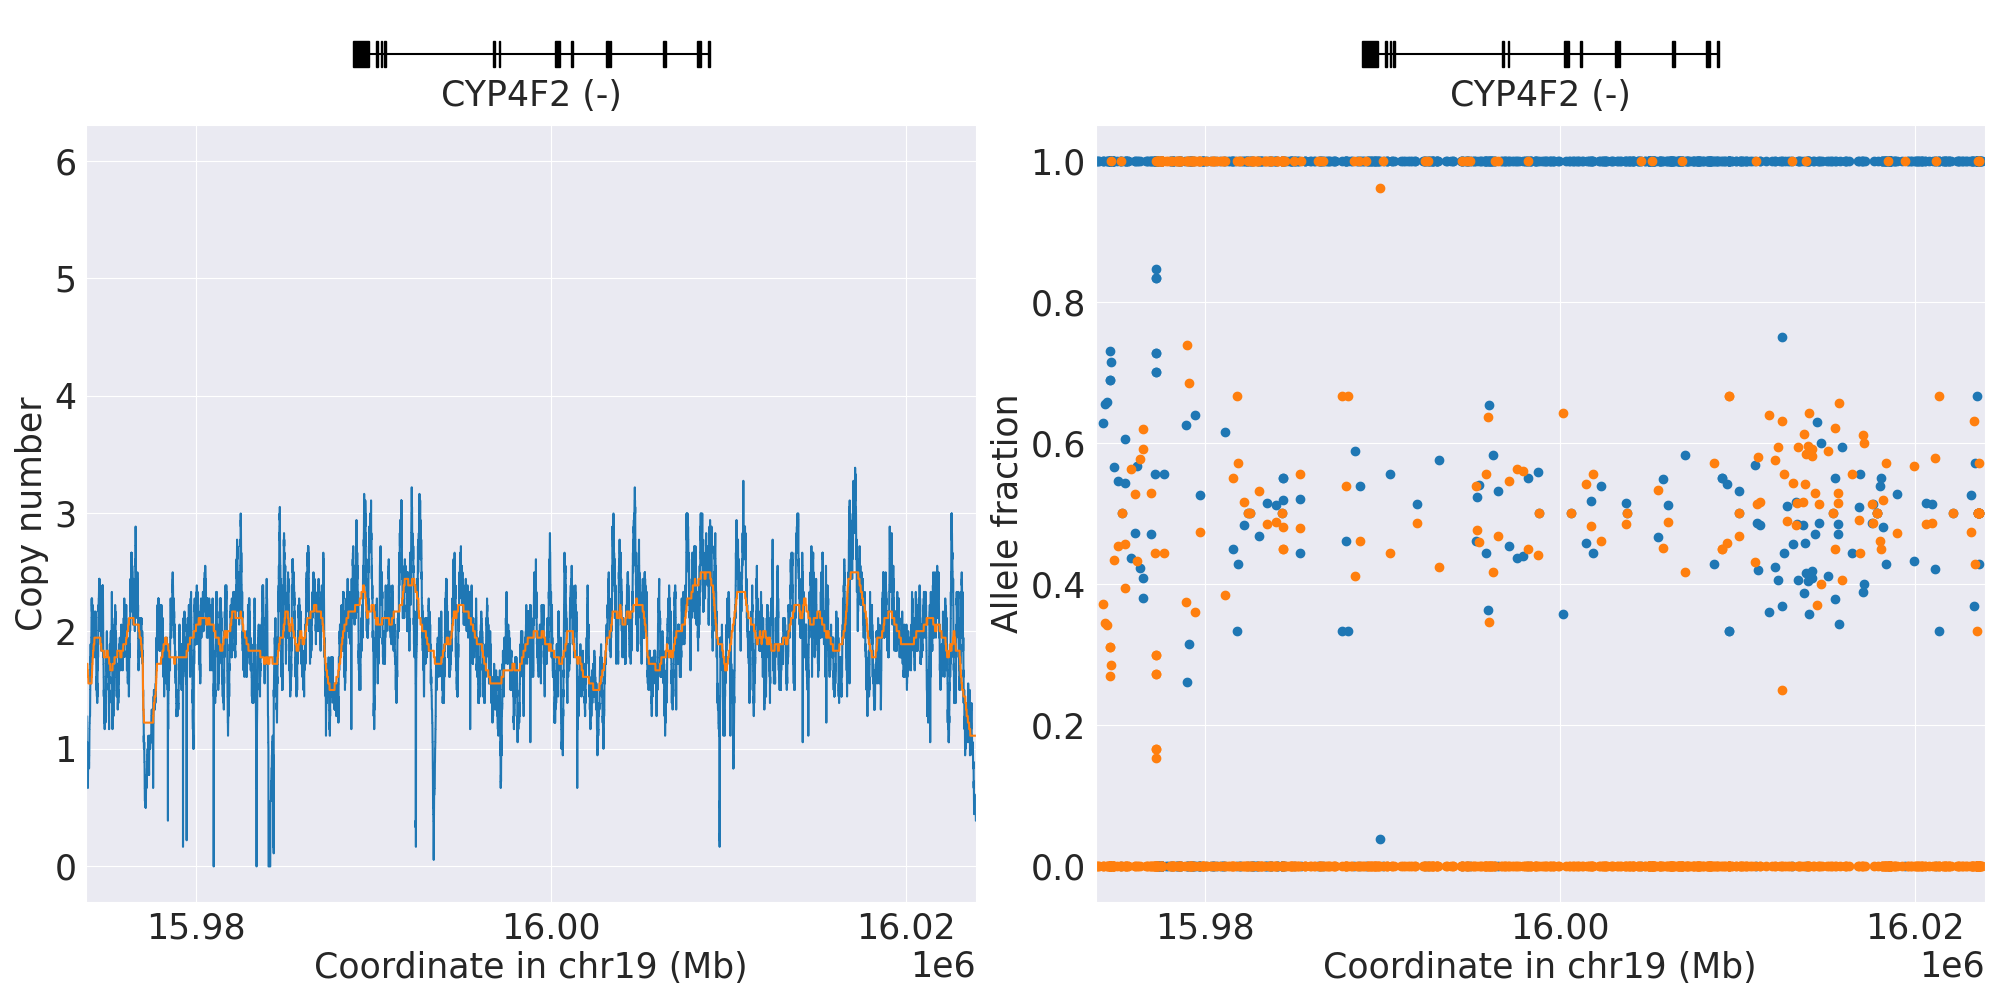 CYP4F2 (-)
6
5
4
3
2
1
0
Copy number
15.98
16.00
16.02
Coordinate in chr19 (Mb)
1e6
CYP4F2 (-)
1.0
0.8
0.6
0.4
0.2
0.0
Allele fraction
15.98
16.00
16.02
Coordinate in chr19 (Mb)
1e6